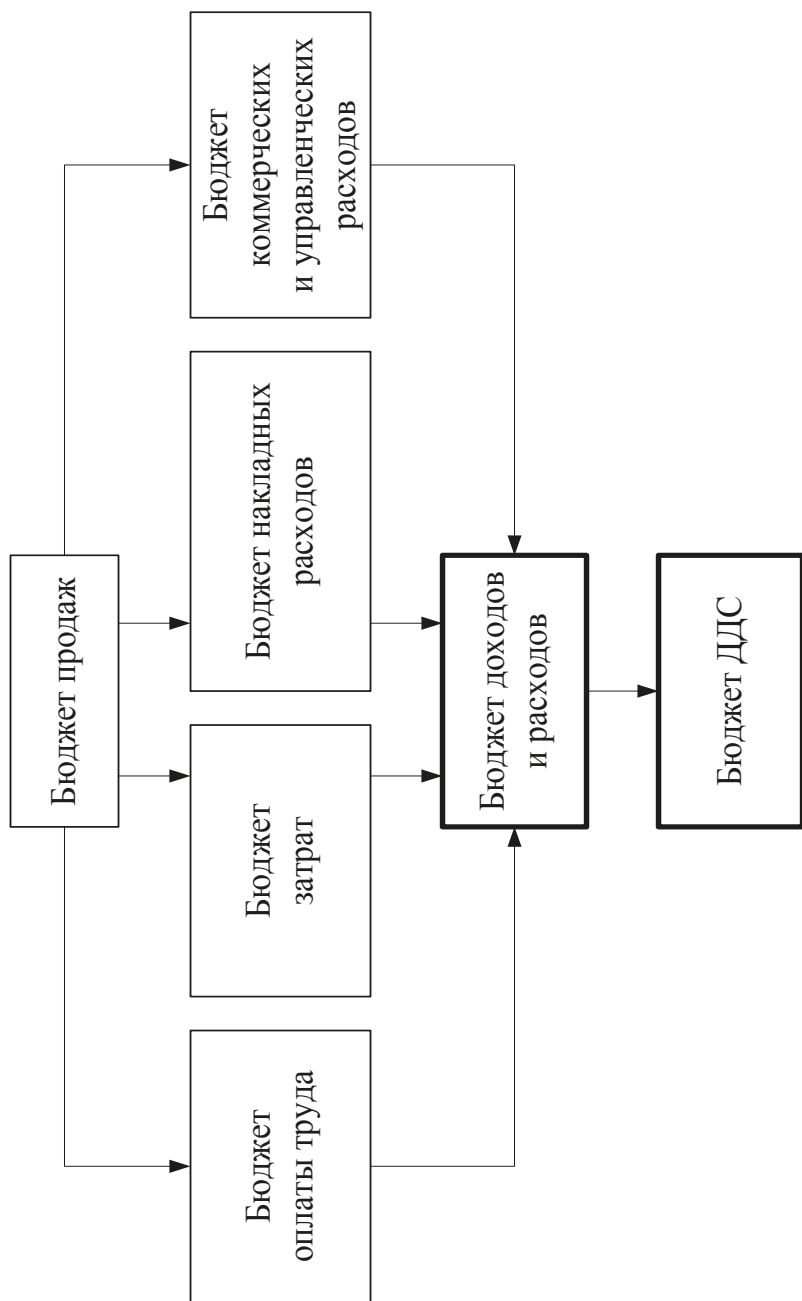 Бюджет продаж
Бюджет
оплаты труда
Бюджет
затрат
Бюджет накладных
расходов
Бюджет
коммерческих
и управленческих
расходов
Бюджет доходов
и расходов
Бюджет ДДС